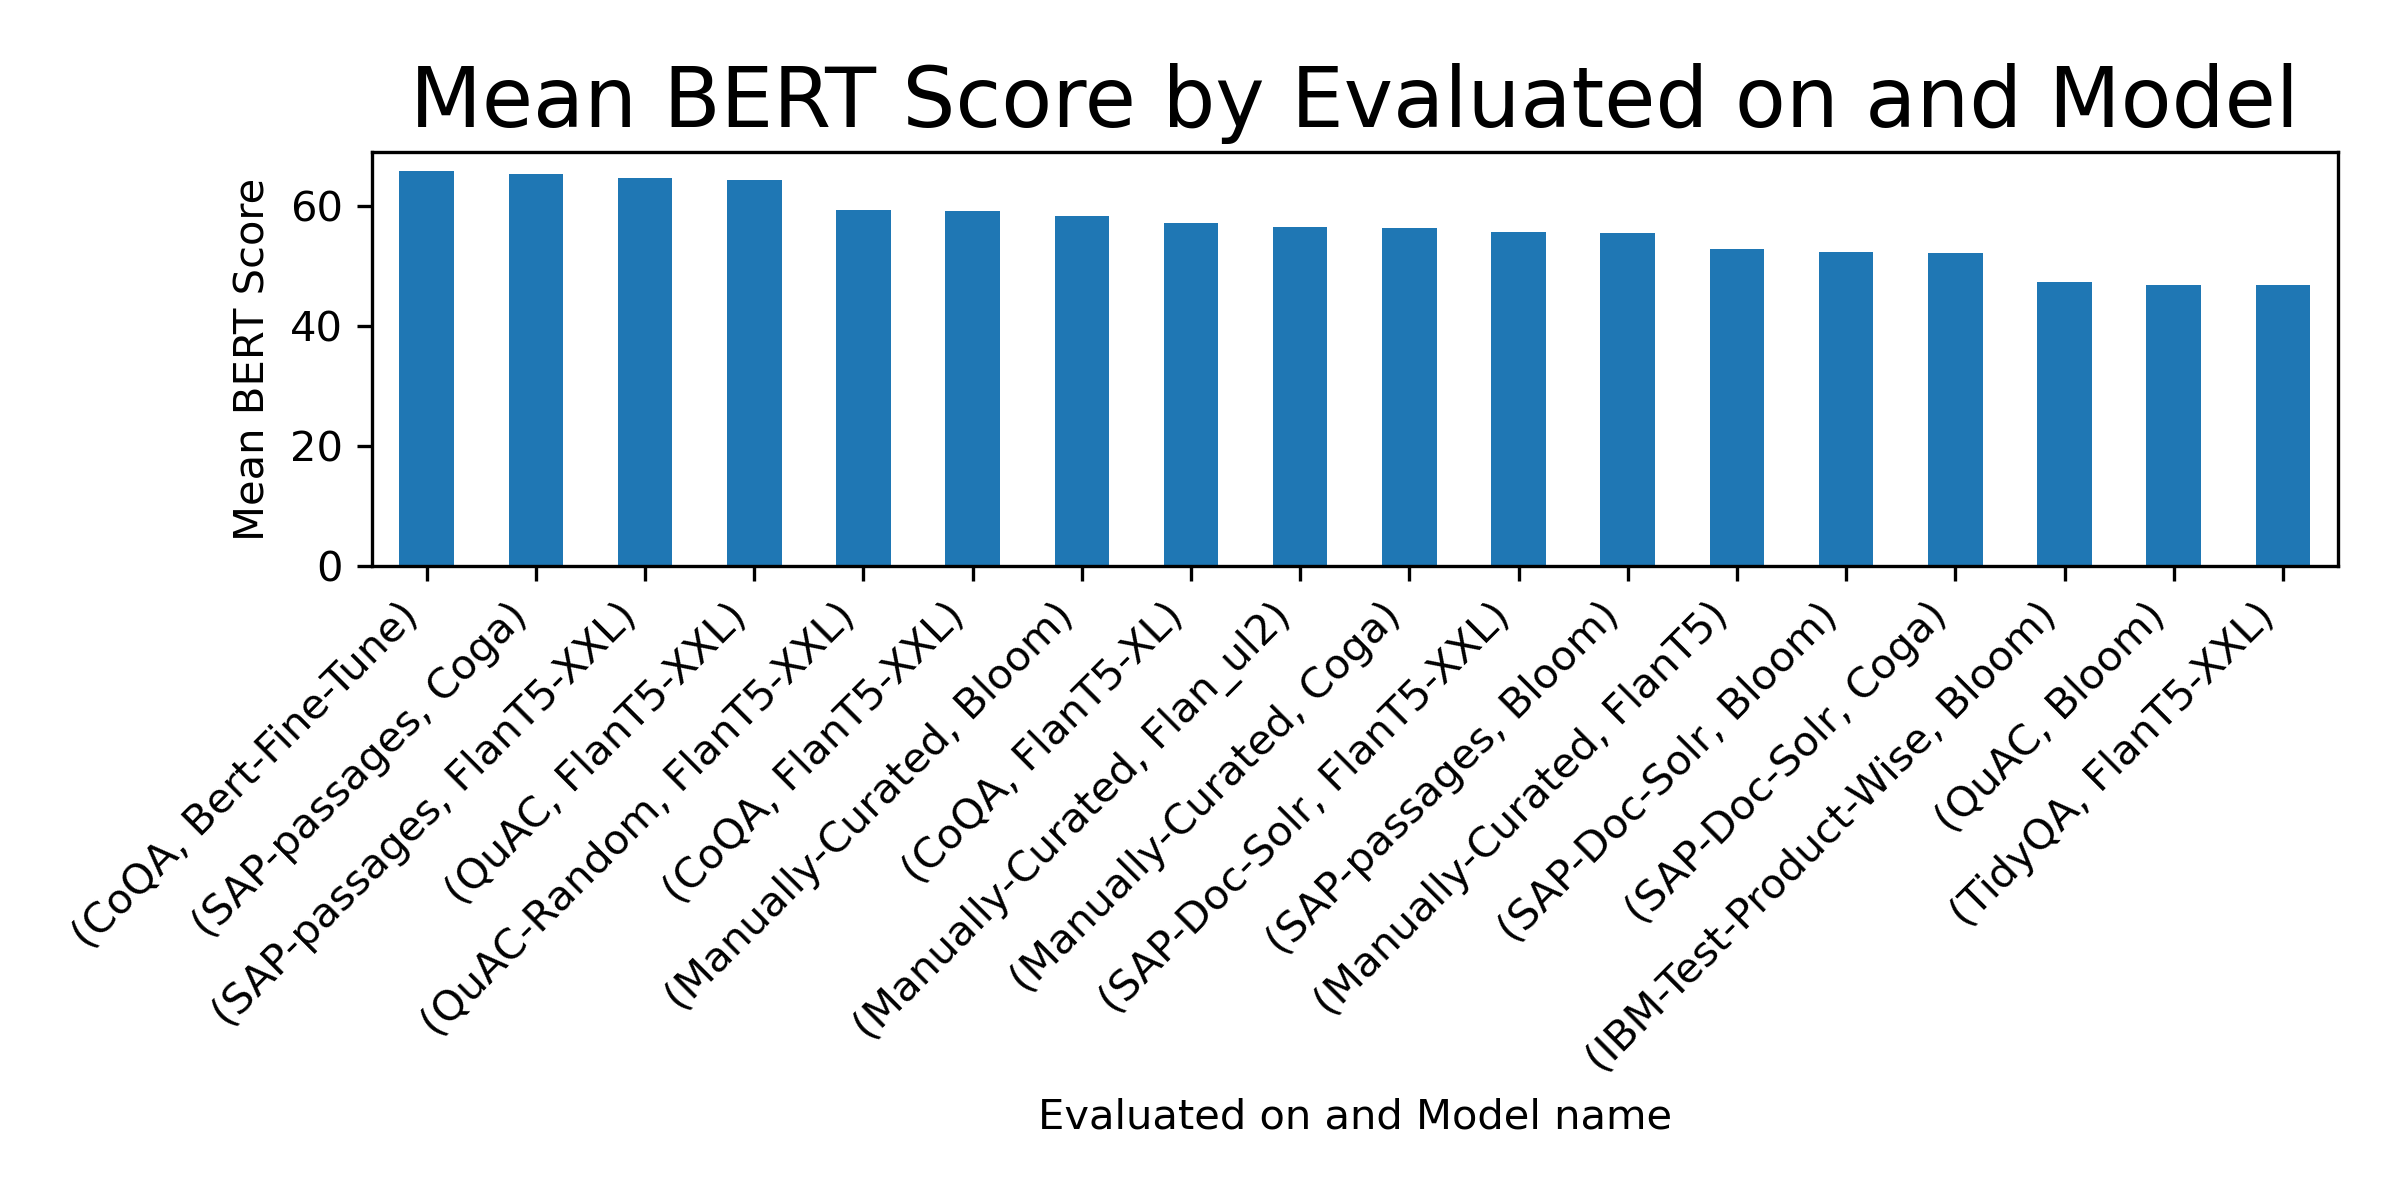 Mean BERT Score by Evaluated on and Model
Mean BERT Score
60
40
20
0
(CoQA, Bert-Fine-Tune)
(SAP-passages, Coga)
(SAP-passages, FlanT5-XXL)
(QuAC, FlanT5-XXL)
(QuAC-Random, FlanT5-XXL)
(CoQA, FlanT5-XXL)
(Manually-Curated, Bloom)
(CoQA, FlanT5-XL)
(Manually-Curated, Flan_ul2)
(Manually-Curated, Coga)
(SAP-Doc-Solr, FlanT5-XXL)
(SAP-passages, Bloom)
(Manually-Curated, FlanT5)
(SAP-Doc-Solr, Bloom)
(SAP-Doc-Solr, Coga)
(IBM-Test-Product-Wise, Bloom)
(QuAC, Bloom)
(TidyQA, FlanT5-XXL)
Evaluated on and Model name